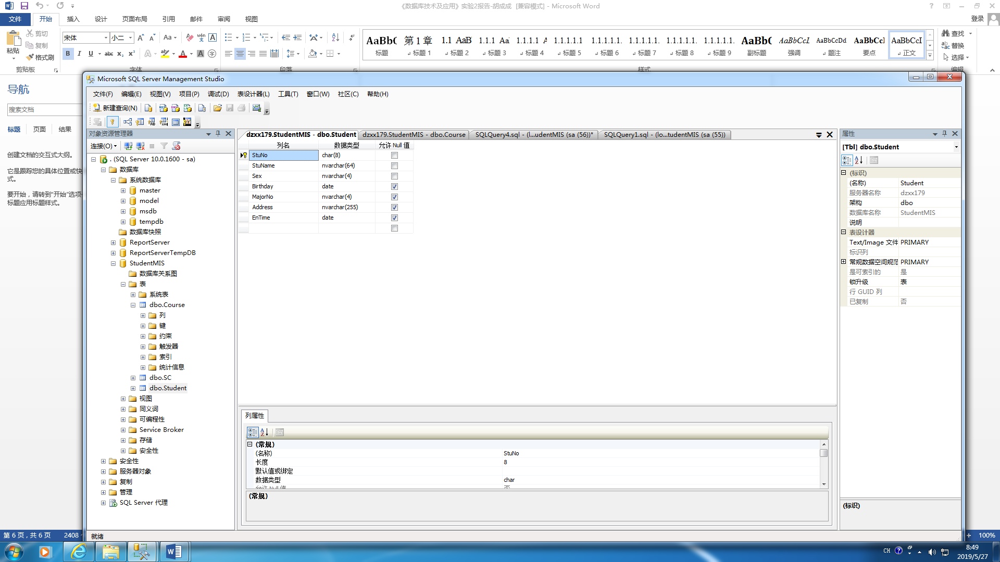 《数据库技术及应用》实验2报告-胡成成 [兼容模式] - Microsoft Word
文件 开始 插入 设计 页面布局 引用 邮件 审阅 视图 登录
粘贴 剪切 复制 格式刷 剪贴板
宋体 小二
字体 段落
AaBbC 标题
第 1 章 标题 1
1.1 AaB 标题 2
1.1.1 Aa 标题 3
1.1.1.1 A 标题 4
1.1.1.1.1 标题 5
1.1.1.1.1. 标题 6
1.1.1.1.1. 标题 7
1.1.1.1.1. 标题 8
1.1.1.1.1. 标题 9
AaBbC 副标题
AaBbCcL 强调
AaBbCcDd 题注
AaBbCcI 要点
AaBbCcI 正文
样式
查找
替换
选择
编辑
导航
搜索文档
标题 页面 结果
创建文档的交互式大纲。
它是跟踪您的具体位置或快
式。
要开始，请转到“开始”选项
标题应用标题样式。
Microsoft SQL Server Management Studio
文件(F) 编辑(E) 视图(V) 项目(P) 调试(D) 表设计器(L) 工具(T) 窗口(W) 社区(C) 帮助(H)
新建查询(N)
对象资源管理器
连接(O)
. (SQL Server 10.0.1600 - sa)
数据库
系统数据库
master
model
msdb
tempdb
数据库快照
ReportServer
ReportServerTempDB
StudentMIS
数据库关系图
表
系统表
dbo.Course
列
键
约束
触发器
索引
统计信息
dbo.SC
dbo.Student
视图
同义词
可编程性
Service Broker
存储
安全性
安全性
服务器对象
复制
管理
SQL Server 代理
dzxx179.StudentMIS - dbo.Student dzxx179.StudentMIS - dbo.Course SQLQuery4.sql - (l...udentMIS (sa (56))* SQLQuery1.sql - (lo...tudentMIS (sa (55))
列名 数据类型 允许 Null 值
StuNo char(8)
StuName nvarchar(64)
Sex nvarchar(4)
Birthday date
MajorNo nvarchar(4)
Address nvarchar(255)
EnTime date
列属性
(常规)
(名称) StuNo
长度 8
默认值或绑定
数据类型 char
允许 Null 值 否
(常规)
属性
[Tbl] dbo.Student
(标识)
(名称) Student
服务器名称 dzxx179
架构 dbo
数据库名称 StudentMIS
说明
表设计器
Text/Image 文件 PRIMARY
标识列
常规数据空间规范 PRIMARY
是可索引的 是
锁升级 表
行 GUID 列
已复制 否
(标识)
就绪
第 6 页，共 6 页 2408 100%
CH
8:49
2019/5/27